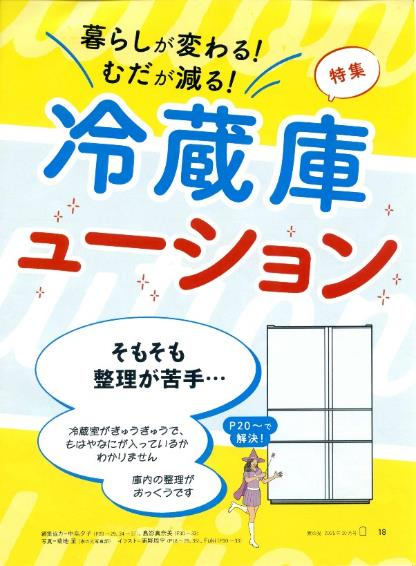 暮らしが変わる!
むだが減る!
特集
冷蔵庫
ューション
そもそも
整理が苦手…
冷蔵室がぎゅうぎゅうで、
もはやなにが入っているか
わかりません
庫内の整理が
おっくうです
P20〜で
解決!
18